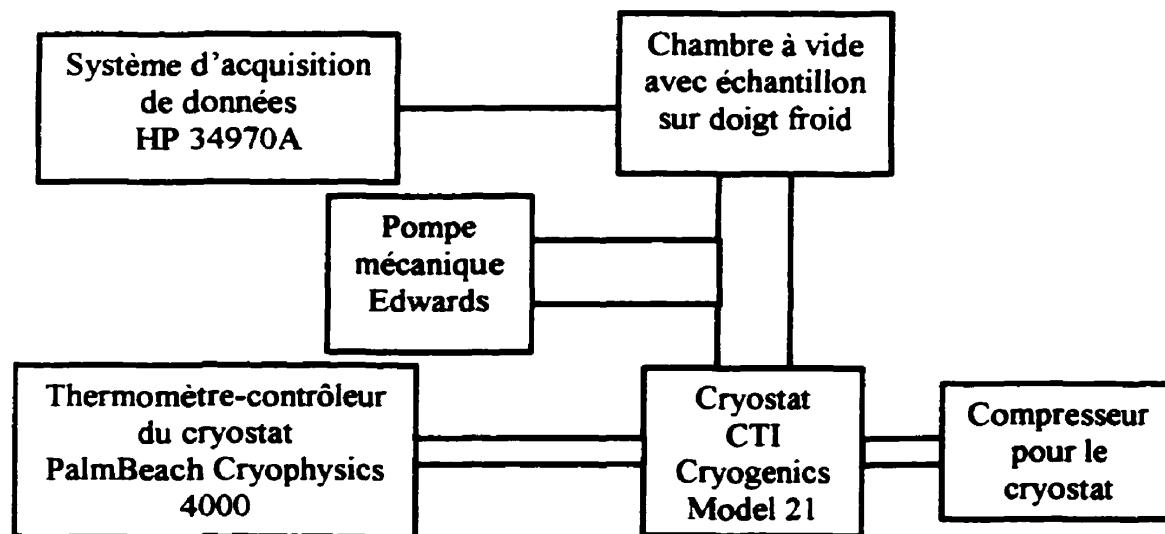 Système d'acquisition
de données
HP 34970A
Chambre à vide
avec échantillon
sur doigt froid
Pompe
mécanique
Edwards
Thermomètre-contrôleur
du cryostat
PalmBeach Cryophysics
4000
Cryostat
CTI
Cryogenics
Model 21
Compresseur
pour le
cryostat